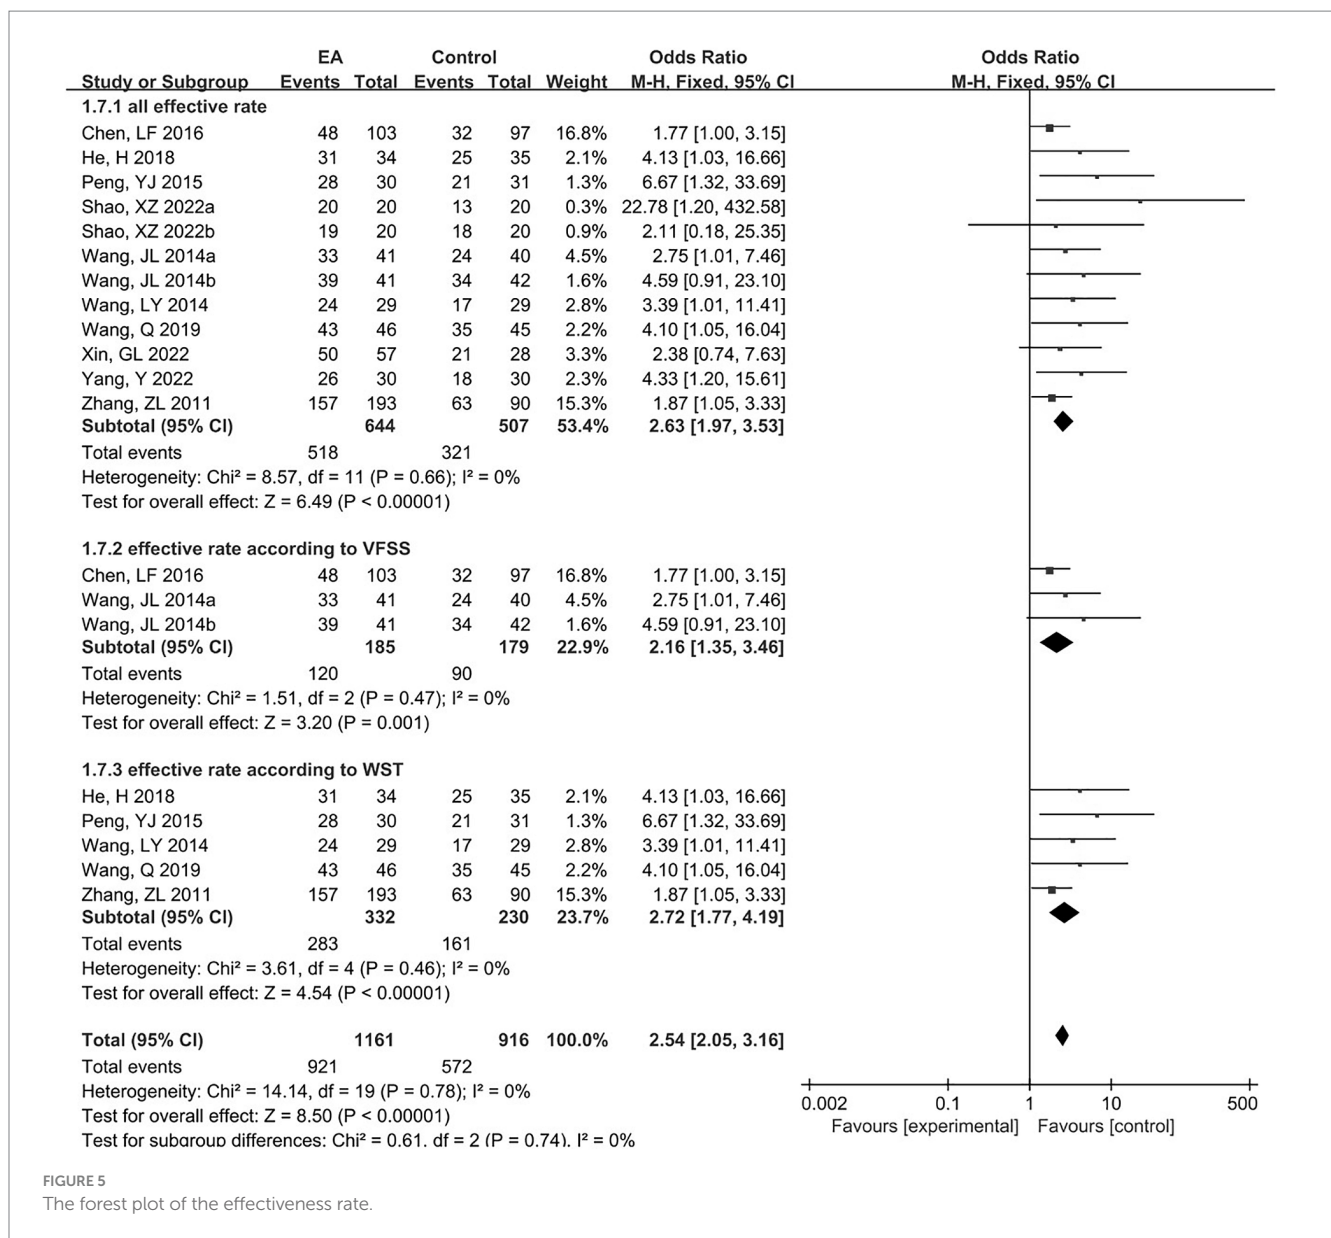 EA Control Odds Ratio Odds Ratio
Study or Subgroup Events Total Events Total Weight M-H, Fixed, 95% CI M-H, Fixed, 95% CI
1.7.1 all effective rate
Chen, LF 2016 48 103 32 97 16.8% 1.77 [1.00, 3.15]
He, H 2018 31 34 25 35 2.1% 4.13 [1.03, 16.66]
Peng, YJ 2015 28 30 21 31 1.3% 6.67 [1.32, 33.69]
Shao, XZ 2022a 20 20 13 20 0.3% 22.78 [1.20, 432.58]
Shao, XZ 2022b 19 20 18 20 0.9% 2.11 [0.18, 25.35]
Wang, JL 2014a 33 41 24 40 4.5% 2.75 [1.01, 7.46]
Wang, JL 2014b 39 41 34 42 1.6% 4.59 [0.91, 23.10]
Wang, LY 2014 24 29 17 29 2.8% 3.39 [1.01, 11.41]
Wang, Q 2019 43 46 35 45 2.2% 4.10 [1.05, 16.04]
Xin, GL 2022 50 57 21 28 3.3% 2.38 [0.74, 7.63]
Yang, Y 2022 26 30 18 30 2.3% 4.33 [1.20, 15.61]
Zhang, ZL 2011 157 193 63 90 15.3% 1.87 [1.05, 3.33]
Subtotal (95% CI) 644 507 53.4% 2.63 [1.97, 3.53]
Total events 518 321
Heterogeneity: Chi² = 8.57, df = 11 (P = 0.66); I² = 0%
Test for overall effect: Z = 6.49 (P < 0.00001)
1.7.2 effective rate according to VFSS
Chen, LF 2016 48 103 32 97 16.8% 1.77 [1.00, 3.15]
Wang, JL 2014a 33 41 24 40 4.5% 2.75 [1.01, 7.46]
Wang, JL 2014b 39 41 34 42 1.6% 4.59 [0.91, 23.10]
Subtotal (95% CI) 185 179 22.9% 2.16 [1.35, 3.46]
Total events 120 90
Heterogeneity: Chi² = 1.51, df = 2 (P = 0.47); I² = 0%
Test for overall effect: Z = 3.20 (P = 0.001)
1.7.3 effective rate according to WST
He, H 2018 31 34 25 35 2.1% 4.13 [1.03, 16.66]
Peng, YJ 2015 28 30 21 31 1.3% 6.67 [1.32, 33.69]
Wang, LY 2014 24 29 17 29 2.8% 3.39 [1.01, 11.41]
Wang, Q 2019 43 46 35 45 2.2% 4.10 [1.05, 16.04]
Zhang, ZL 2011 157 193 63 90 15.3% 1.87 [1.05, 3.33]
Subtotal (95% CI) 332 230 23.7% 2.72 [1.77, 4.19]
Total events 283 161
Heterogeneity: Chi² = 3.61, df = 4 (P = 0.46); I² = 0%
Test for overall effect: Z = 4.54 (P < 0.00001)
Total (95% CI) 1161 916 100.0% 2.54 [2.05, 3.16]
Total events 921 572
Heterogeneity: Chi² = 14.14, df = 19 (P = 0.78); I² = 0%
Test for overall effect: Z = 8.50 (P < 0.00001)
Test for subgroup differences: Chi² = 0.61, df = 2 (P = 0.74), I² = 0%
0.002 0.1 1 10 500
Favours [experimental] Favours [control]
FIGURE 5
The forest plot of the effectiveness rate.